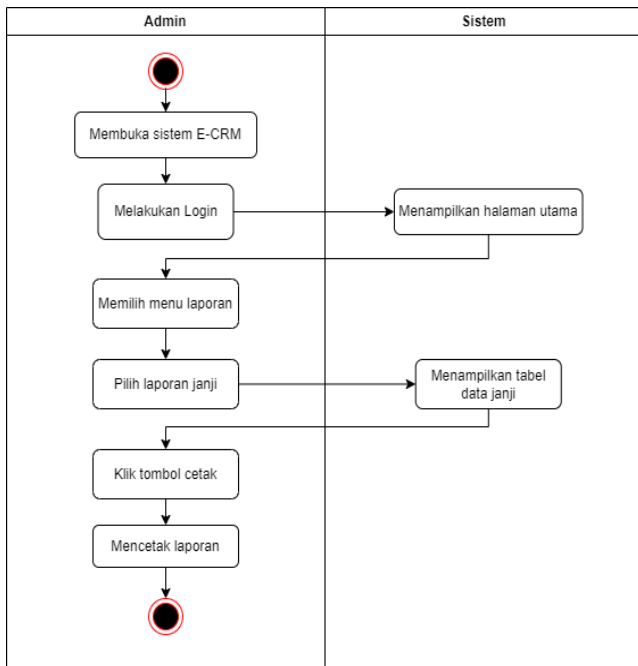 Admin
Sistem
Membuka sistem E-CRM
Melakukan Login
Menampilkan halaman utama
Memilih menu laporan
Pilih laporan janji
Menampilkan tabel
data janji
Klik tombol cetak
Mencetak laporan